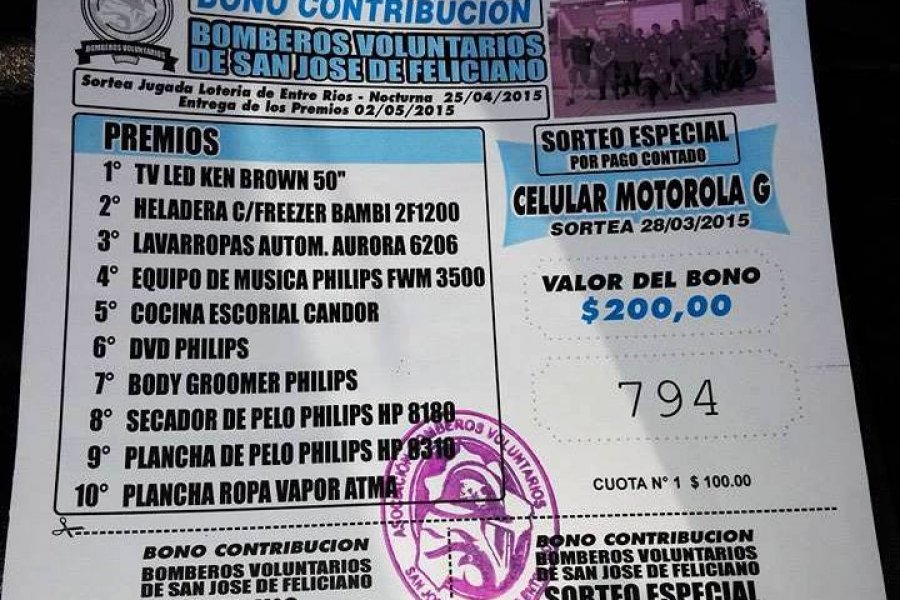 BONO CONTRIBUCION
BOMBEROS VOLUNTARIOS
BOMBEROS VOLUNTARIOS
DE SAN JOSE DE FELICIANO
Sortea Jugada Loteria de Entre Rios - Nocturna 25/04/2015
Entrega de los Premios 02/05/2015
PREMIOS
1° TV LED KEN BROWN 50"
2° HELADERA C/FREEZER BAMBI 2F1200
3° LAVARROPAS AUTOM. AURORA 6206
4° EQUIPO DE MUSICA PHILIPS FWM 3500
5° COCINA ESCORIAL CANDOR
6° DVD PHILIPS
7° BODY GROOMER PHILIPS
8° SECADOR DE PELO PHILIPS HP 8180
9° PLANCHA DE PELO PHILIPS HP 8310
10° PLANCHA ROPA VAPOR ATMA
SORTEO ESPECIAL
POR PAGO CONTADO
CELULAR MOTOROLA G
SORTEA 28/03/2015
VALOR DEL BONO
$200,00
794
CUOTA N° 1 $ 100.00
ASOCIACIÓN BOMBEROS VOLUNTARIOS
SAN JOSE
BONO CONTRIBUCION
BOMBEROS VOLUNTARIOS
DE SAN JOSE DE FELICIANO
BONO CONTRIBUCION
BOMBEROS VOLUNTARIOS
DE SAN JOSE DE FELICIANO
SORTEO ESPECIAL